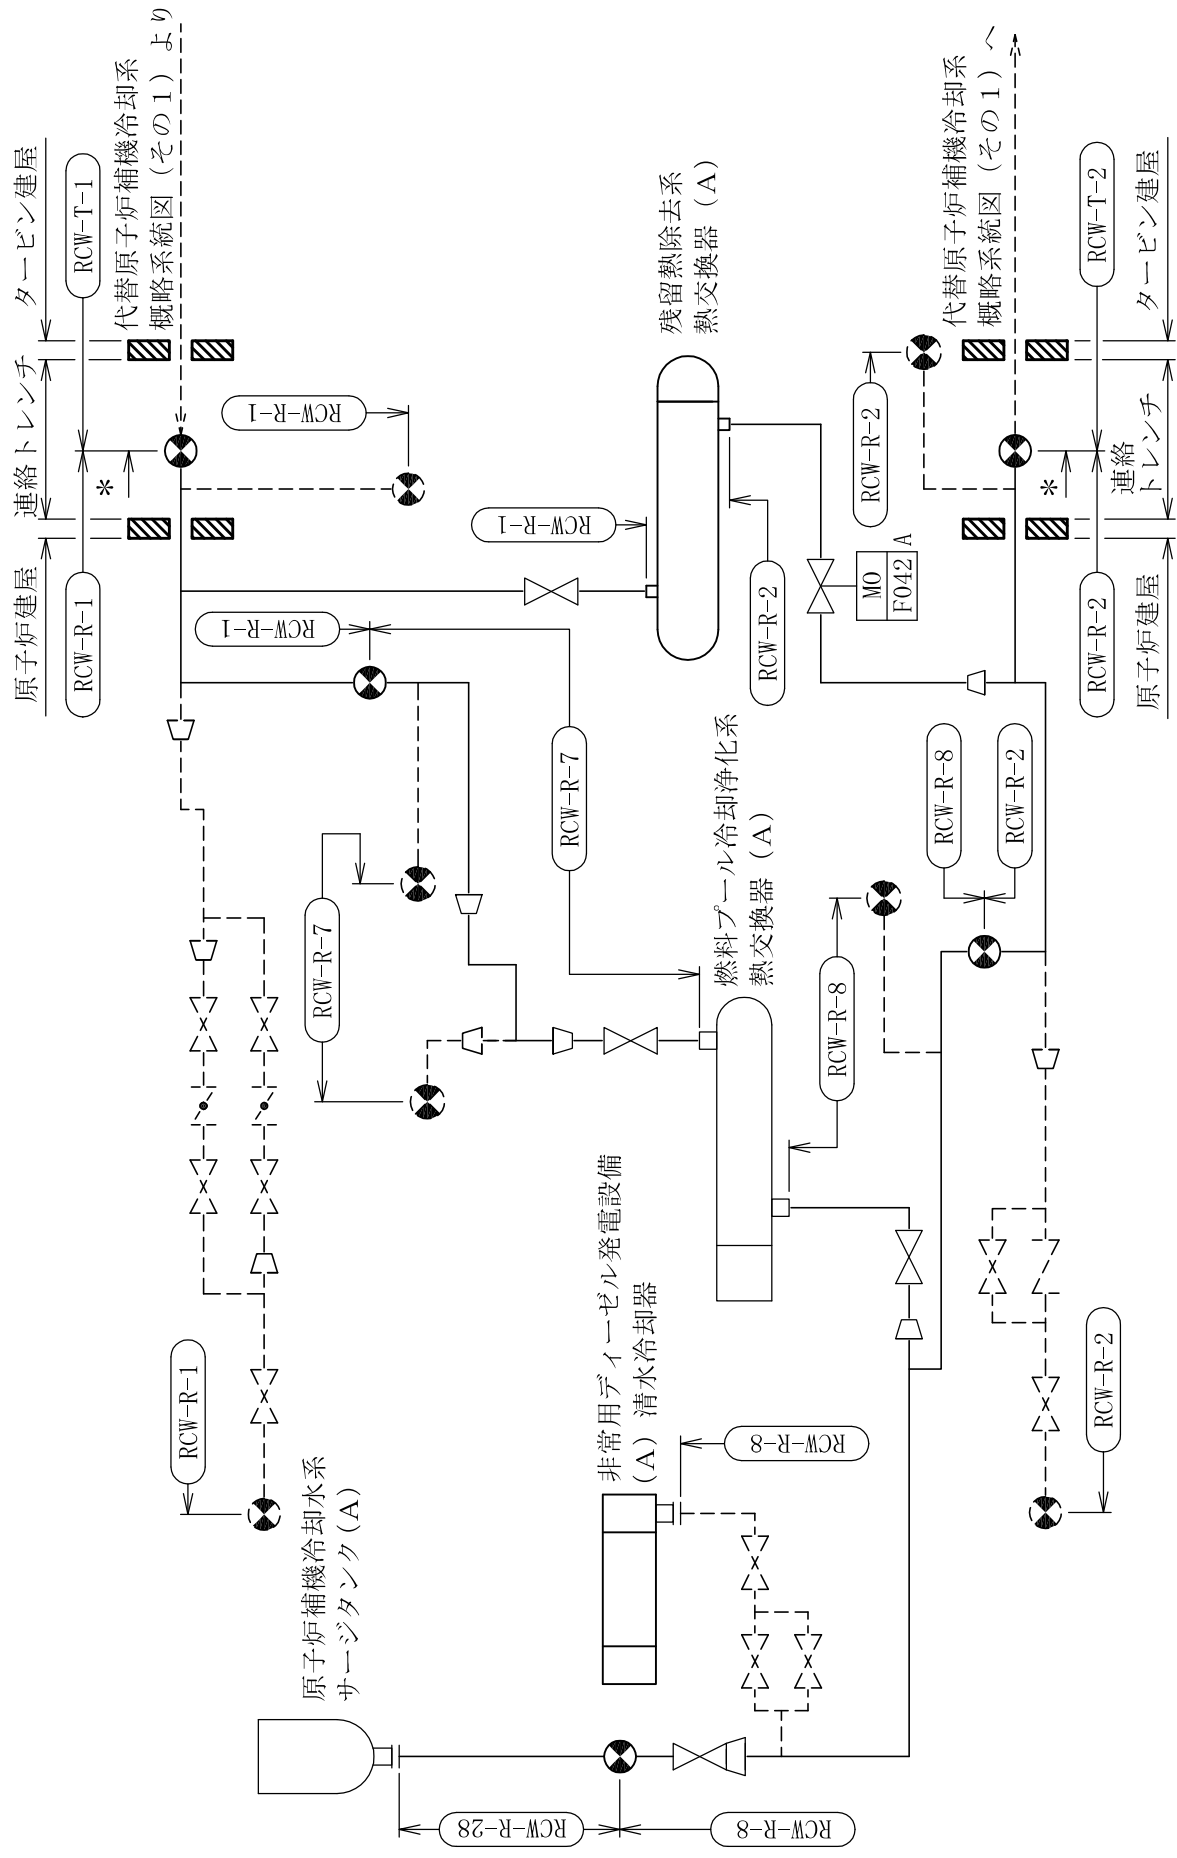 原子炉建屋
連絡トレンチ
タービン建屋
RCW-R-1
RCW-T-1
*
代替原子炉補機冷却系
概略系統図（その１）より
RCW-R-1
RCW-R-1
残留熱除去系
熱交換器（A）
RCW-R-1
RCW-R-2
RCW-R-2
MO
F042
A
RCW-R-7
RCW-R-7
燃料プール冷却浄化系
熱交換器（A）
RCW-R-8
RCW-R-8
RCW-R-2
RCW-R-1
原子炉補機冷却水系
サージタンク（A）
非常用ディーゼル発電設備
（A）清水冷却器
RCW-R-8
RCW-R-28
RCW-R-8
RCW-R-2
代替原子炉補機冷却系
概略系統図（その１）へ
*
RCW-R-2
RCW-T-2
原子炉建屋
連絡
トレンチ
タービン建屋